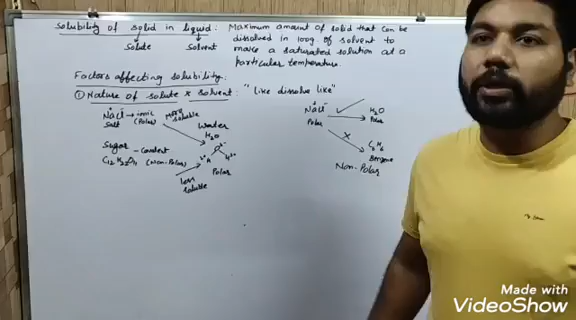 Solubility of solid in liquid: Maximum amount of solid that can be
dissolved in 100g of solvent to
Solute Solvent make a saturated solution at a
particular temperature.
Factors affecting solubility:
① Nature of solute & solvent: "Like dissolve like"
NaCl → ionic more soluble
Salt (Polar)
Water
H2O
Sugar - Covalent
(Non-Polar)
less
soluble
Polar
NaCl H2O
Polar Polar
Benzene
Non-Polar
Made with
VideoShow